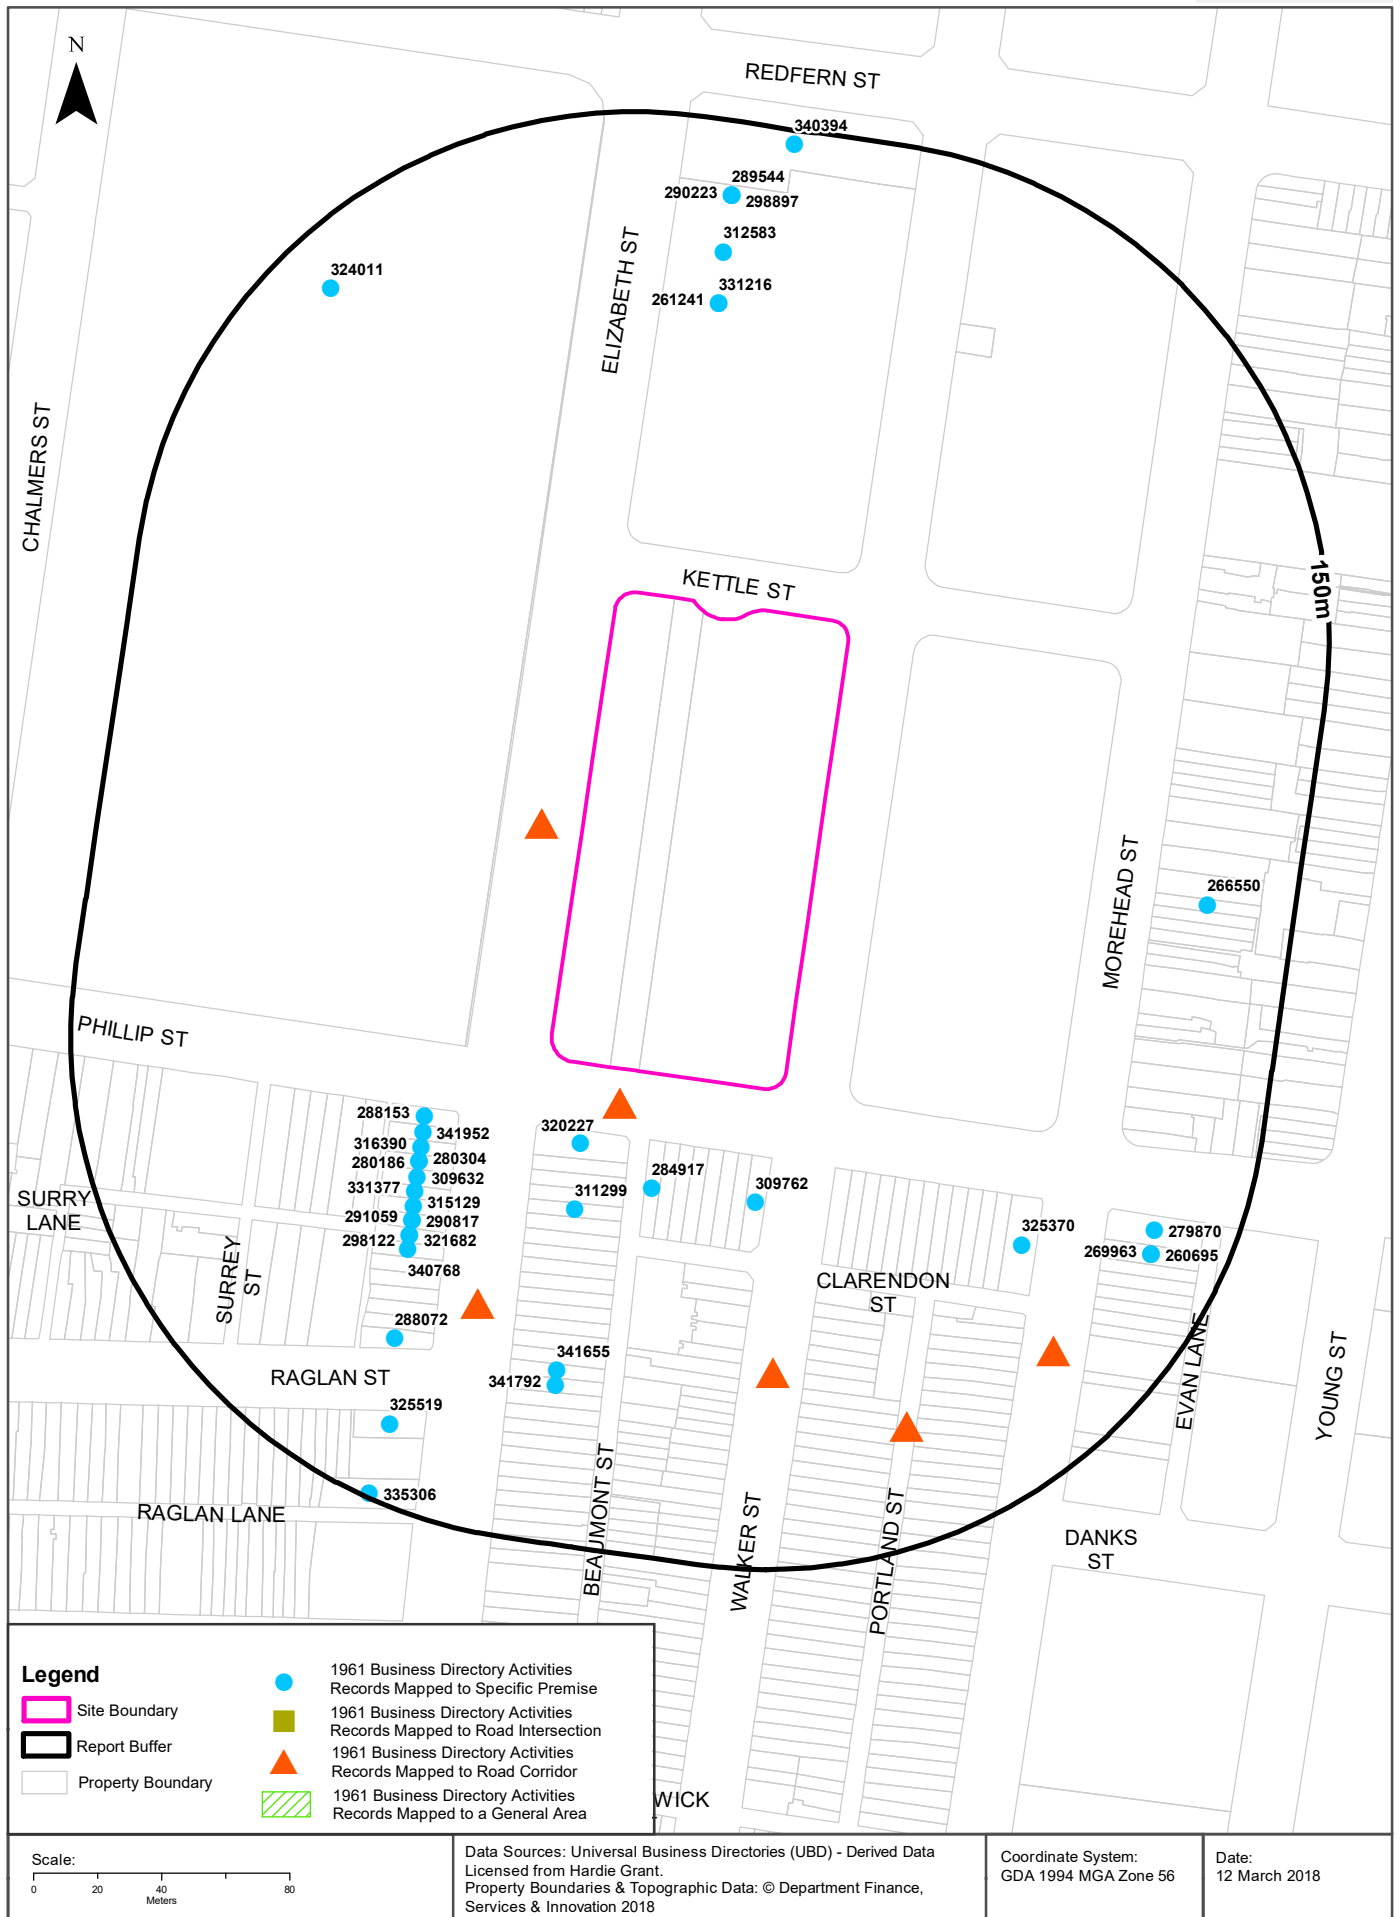 N
REDFERN ST
340394
289544
290223
298897
312583
ELIZABETH ST
324011
331216
261241
CHALMERS ST
150m
KETTLE ST
MOREHEAD ST
266550
PHILLIP ST
288153
341952
320227
316390
280304
280186
309632
284917
331377
311299
309762
SURRY
LANE
315129
291059
290817
325370
279870
298122
321682
269963
260695
340768
SURREY
ST
CLARENDON
ST
288072
EVAN LANE
YOUNG ST
341655
RAGLAN ST
341792
325519
BEAUMONT ST
335306
RAGLAN LANE
WALKER ST
PORTLAND ST
DANKS
ST
WICK
Legend
Site Boundary
Report Buffer
Property Boundary
1961 Business Directory Activities
Records Mapped to Specific Premise
1961 Business Directory Activities
Records Mapped to Road Intersection
1961 Business Directory Activities
Records Mapped to Road Corridor
1961 Business Directory Activities
Records Mapped to a General Area
Scale:
0 20 40 80
Meters
Data Sources: Universal Business Directories (UBD) - Derived Data
Licensed from Hardie Grant.
Property Boundaries & Topographic Data: © Department Finance,
Services & Innovation 2018
Coordinate System:
GDA 1994 MGA Zone 56
Date:
12 March 2018